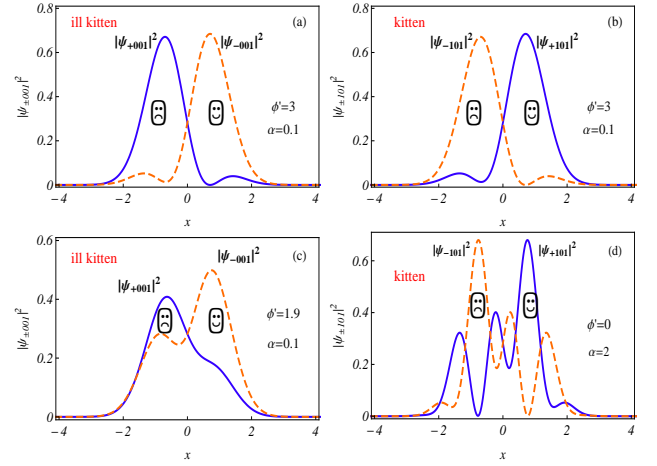 ill kitten
(a)
|ψ+001|²
|ψ−001|²
ϕ'=3
α=0.1
|ψ±001|²
0.6
0.4
0.2
0
−4
−2
0
2
4
x
kitten
(b)
|ψ−101|²
|ψ+101|²
ϕ'=3
α=0.1
|ψ±101|²
0.8
0.6
0.4
0.2
0
−4
−2
0
2
4
x
ill kitten
(c)
|ψ+001|²
|ψ−001|²
ϕ'=1.9
α=0.1
|ψ±001|²
0.6
0.4
0.2
0
−4
−2
0
2
4
x
kitten
(d)
|ψ−101|²
|ψ+101|²
ϕ'=0
α=2
|ψ±101|²
0.6
0.4
0.2
0
−4
−2
0
2
4
x